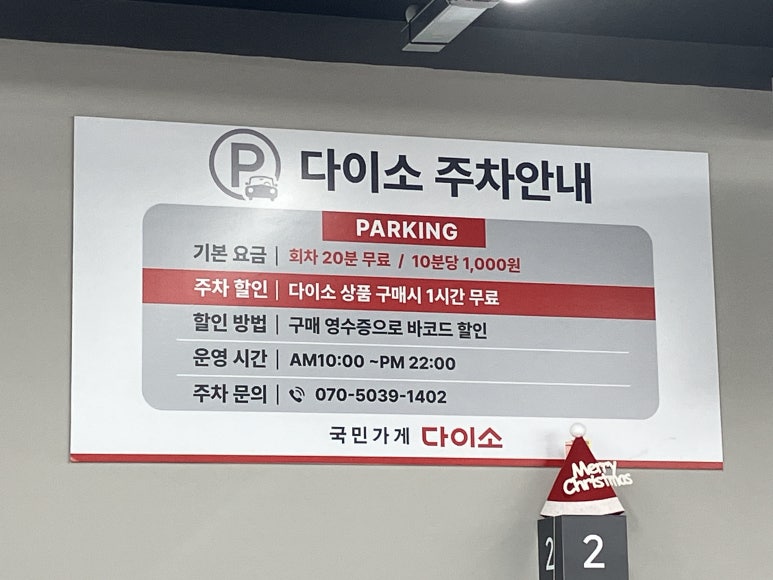 P 다이소 주차안내
PARKING
기본 요금 | 회차 20분 무료 / 10분당 1,000원
주차 할인 | 다이소 상품 구매시 1시간 무료
할인 방법 | 구매 영수증으로 바코드 할인
운영 시간 | AM10:00 ~PM 22:00
주차 문의 | 070-5039-1402
국민가게 다이소
Merry
Christmas
2 2